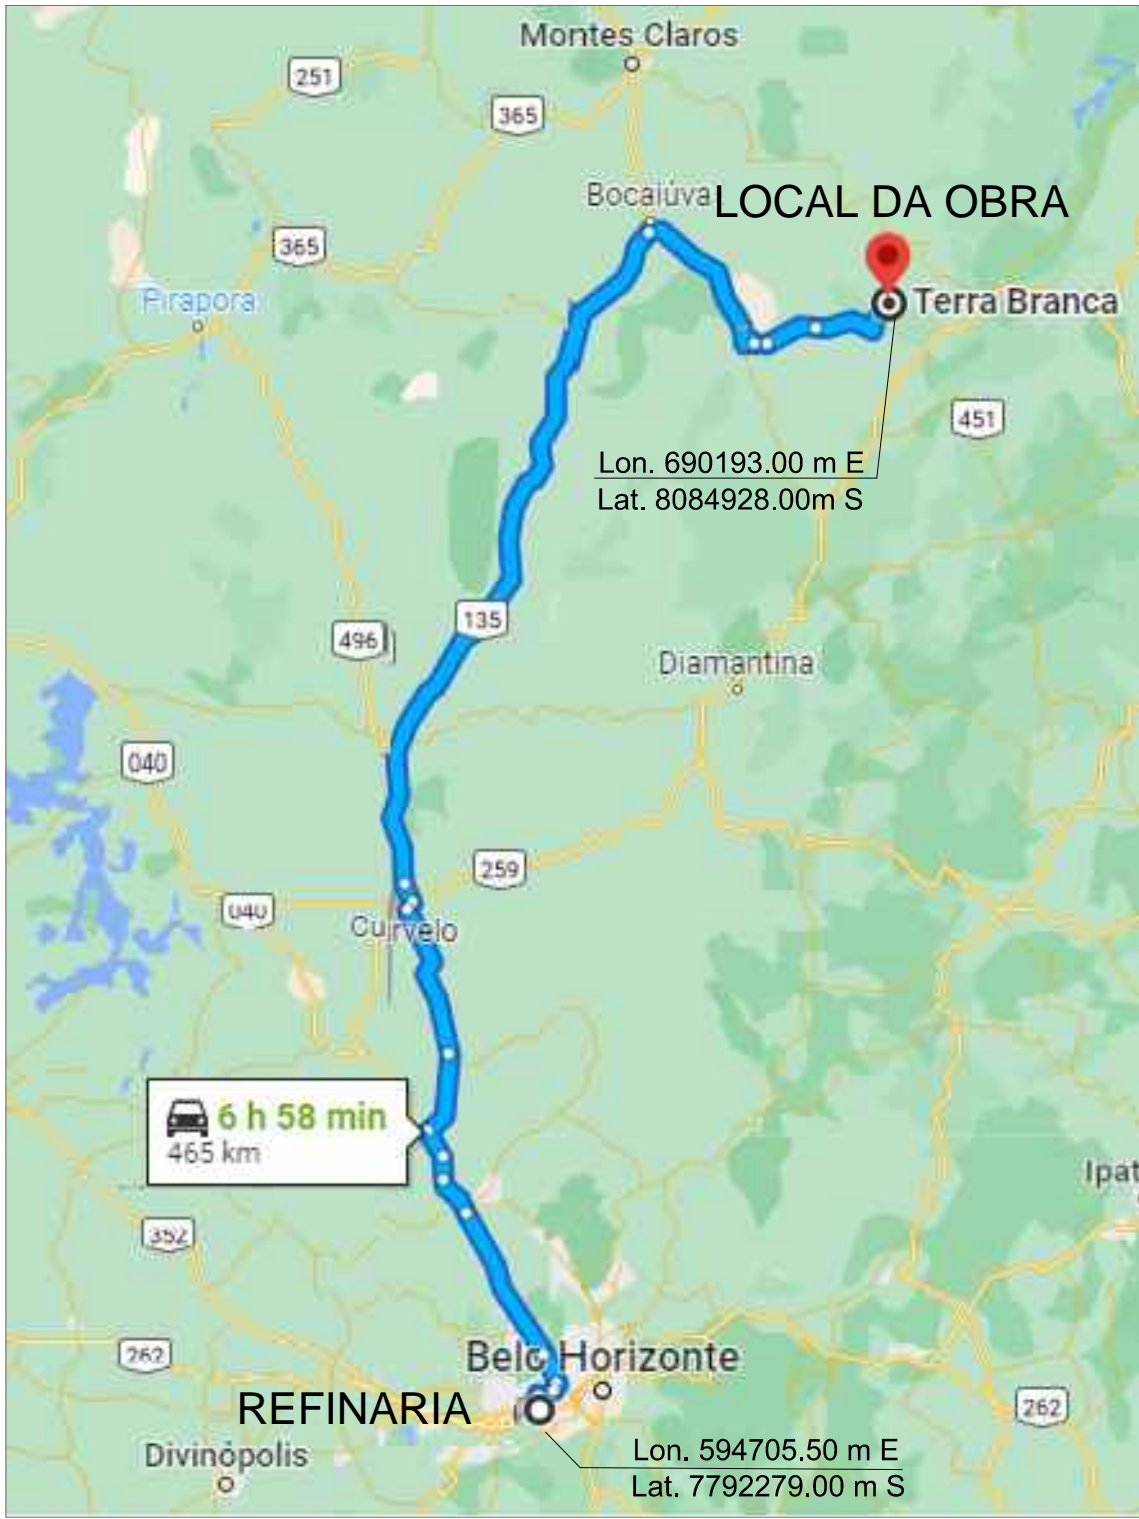 Montes Claros
251
365
Bocaiúva
LOCAL DA OBRA
365
Pirapora
Terra Branca
451
Lon. 690193.00 m E
Lat. 8084928.00m S
135
496
Diamantina
040
259
040
Curvelo
6 h 58 min
465 km
Ipat
352
262
Belo Horizonte
REFINARIA
262
Divinópolis
Lon. 594705.50 m E
Lat. 7792279.00 m S